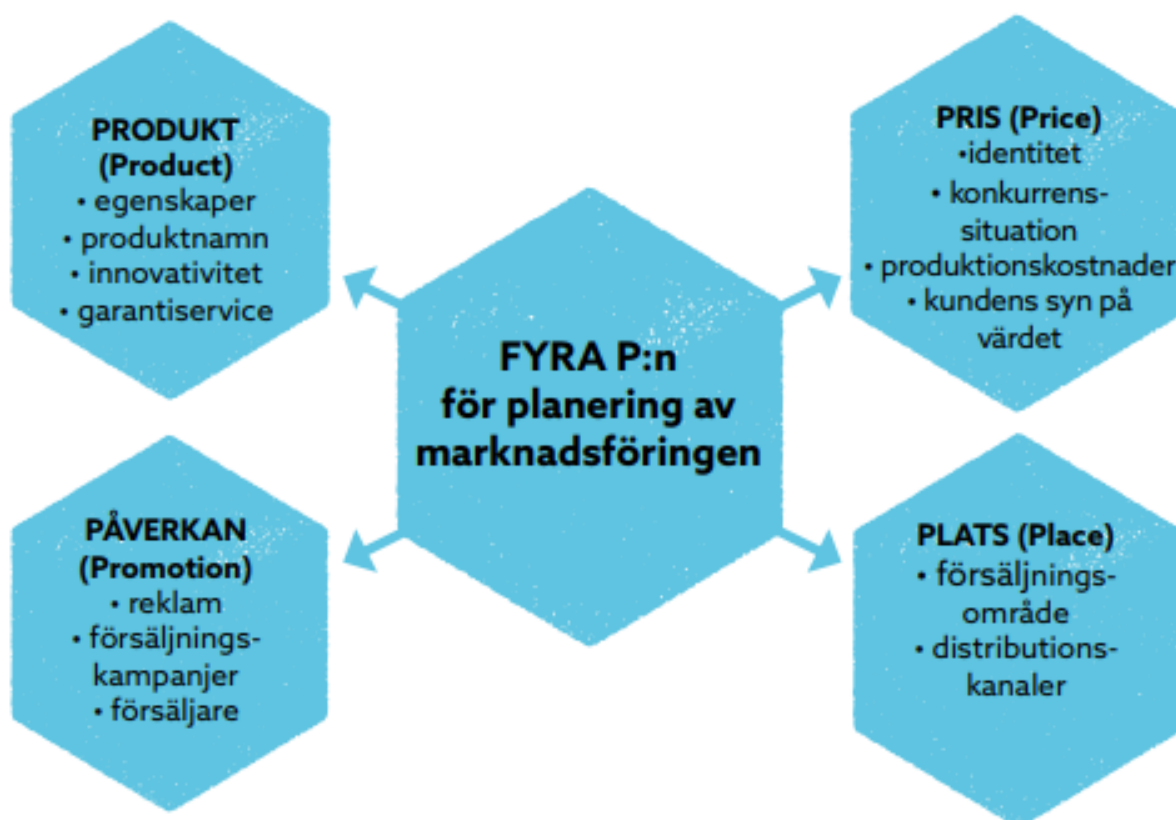 PRODUKT
(Product)
• egenskaper
• produktnamn
• innovativitet
• garantiservice
PRIS (Price)
•identitet
• konkurrens-
situation
• produktionskostnader
• kundens syn på
värdet
FYRA P:n
för planering av
marknadsföringen
PÅVERKAN
(Promotion)
• reklam
• försäljnings-
kampanjer
• försäljare
PLATS (Place)
• försäljnings-
område
• distributions-
kanaler